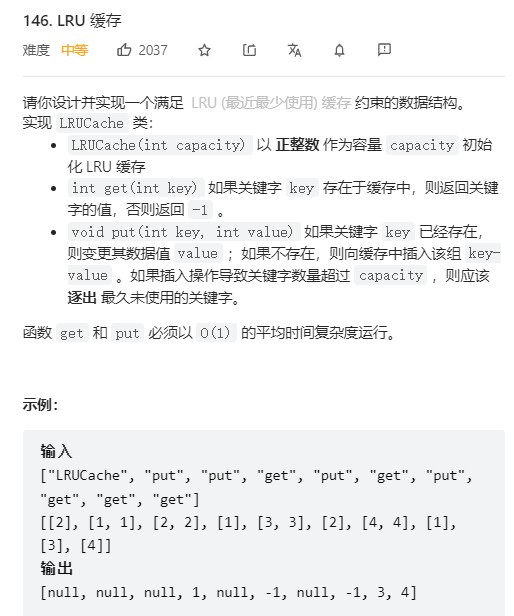 146. LRU 缓存
难度 中等 2037
请你设计并实现一个满足 LRU (最近最少使用) 缓存 约束的数据结构。
实现 LRUCache 类：
LRUCache(int capacity) 以 正整数 作为容量 capacity 初始
化 LRU 缓存
int get(int key) 如果关键字 key 存在于缓存中，则返回关键
字的值，否则返回 -1 。
void put(int key, int value) 如果关键字 key 已经存在，
则变更其数据值 value ；如果不存在，则向缓存中插入该组 key-
value 。如果插入操作导致关键字数量超过 capacity ，则应该
逐出 最久未使用的关键字。
函数 get 和 put 必须以 O(1) 的平均时间复杂度运行。
示例：
输入
["LRUCache", "put", "put", "get", "put", "get", "put",
"get", "get", "get"]
[[2], [1, 1], [2, 2], [1], [3, 3], [2], [4, 4], [1],
[3], [4]]
输出
[null, null, null, 1, null, -1, null, -1, 3, 4]